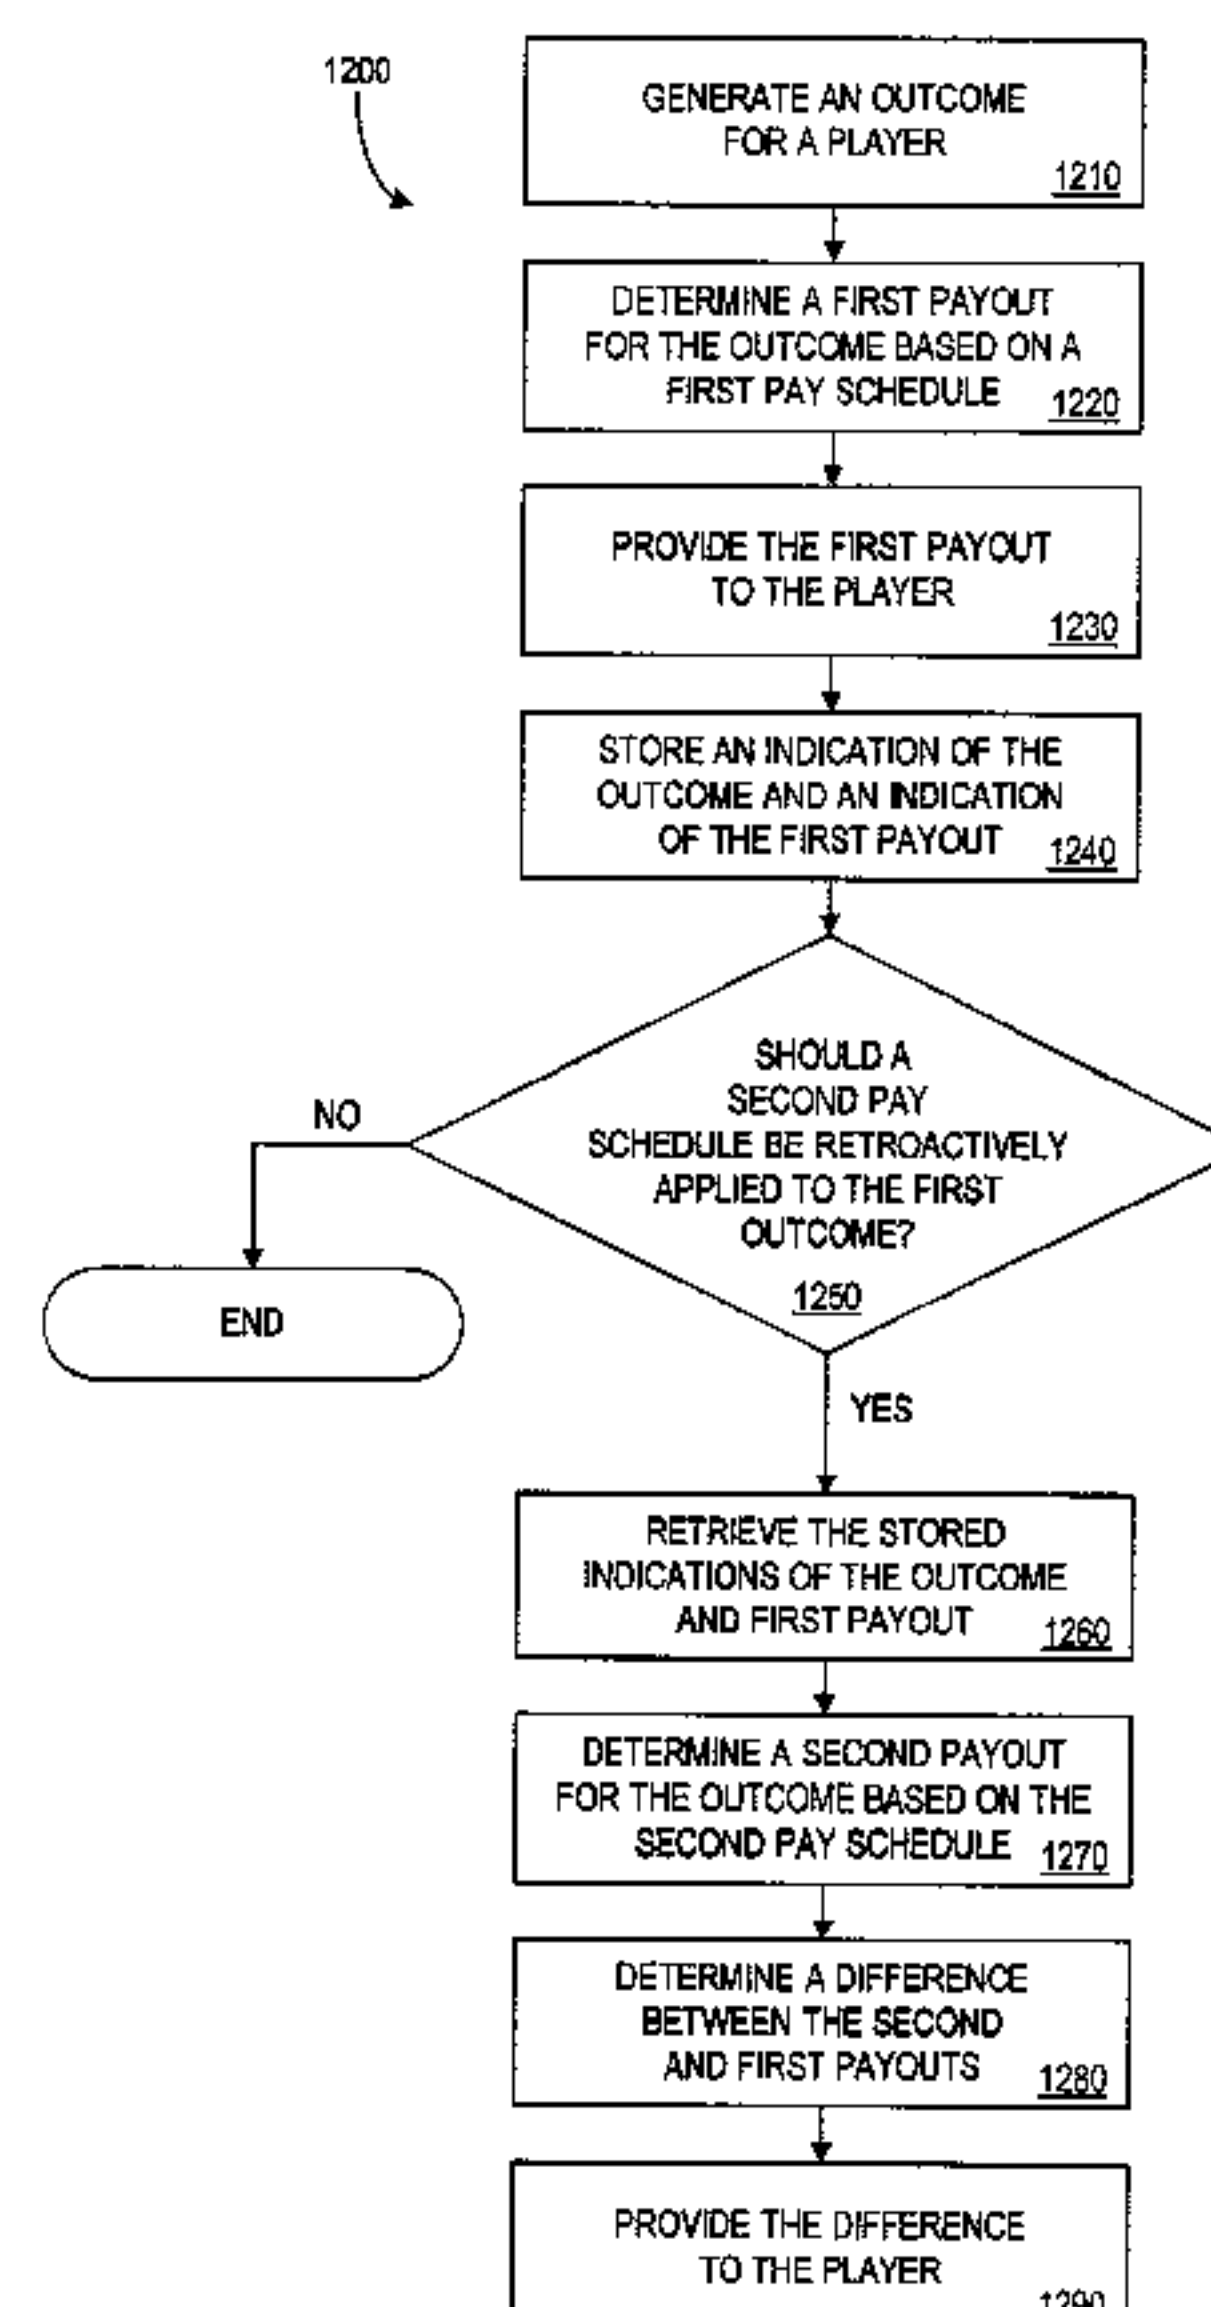 1200
GENERATE AN OUTCOME
FOR A PLAYER
1210
DETERMINE A FIRST PAYOUT
FOR THE OUTCOME BASED ON A
FIRST PAY SCHEDULE
1220
PROVIDE THE FIRST PAYOUT
TO THE PLAYER
1230
STORE AN INDICATION OF THE
OUTCOME AND AN INDICATION
OF THE FIRST PAYOUT
1240
SHOULD A
SECOND PAY
SCHEDULE BE RETROACTIVELY
APPLIED TO THE FIRST
OUTCOME?
1250
NO
END
YES
RETRIEVE THE STORED
INDICATIONS OF THE OUTCOME
AND FIRST PAYOUT
1260
DETERMINE A SECOND PAYOUT
FOR THE OUTCOME BASED ON THE
SECOND PAY SCHEDULE
1270
DETERMINE A DIFFERENCE
BETWEEN THE SECOND
AND FIRST PAYOUTS
1280
PROVIDE THE DIFFERENCE
TO THE PLAYER
1290